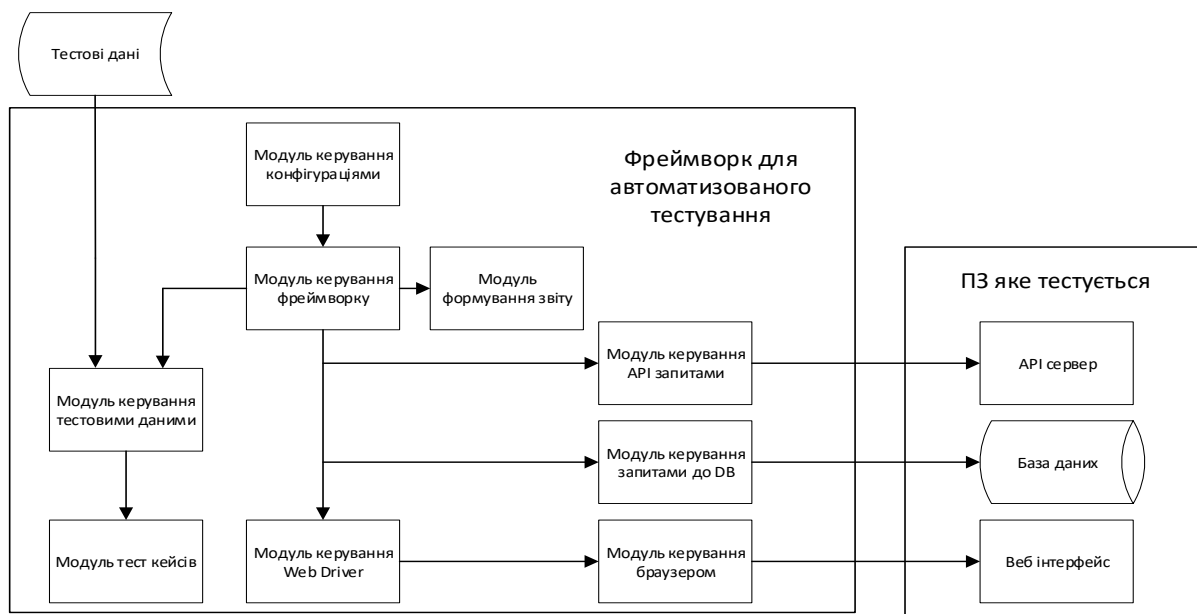 Тестові дані
Модуль керування
конфігураціями
Фреймворк для
автоматизованого
тестування
Модуль керування
фреймворку
Модуль
формування звіту
ПЗ яке тестується
Модуль керування
API запитами
API сервер
Модуль керування
тестовими даними
Модуль керування
запитами до DB
База даних
Модуль тест кейсів
Модуль керування
Web Driver
Модуль керування
браузером
Веб інтерфейс